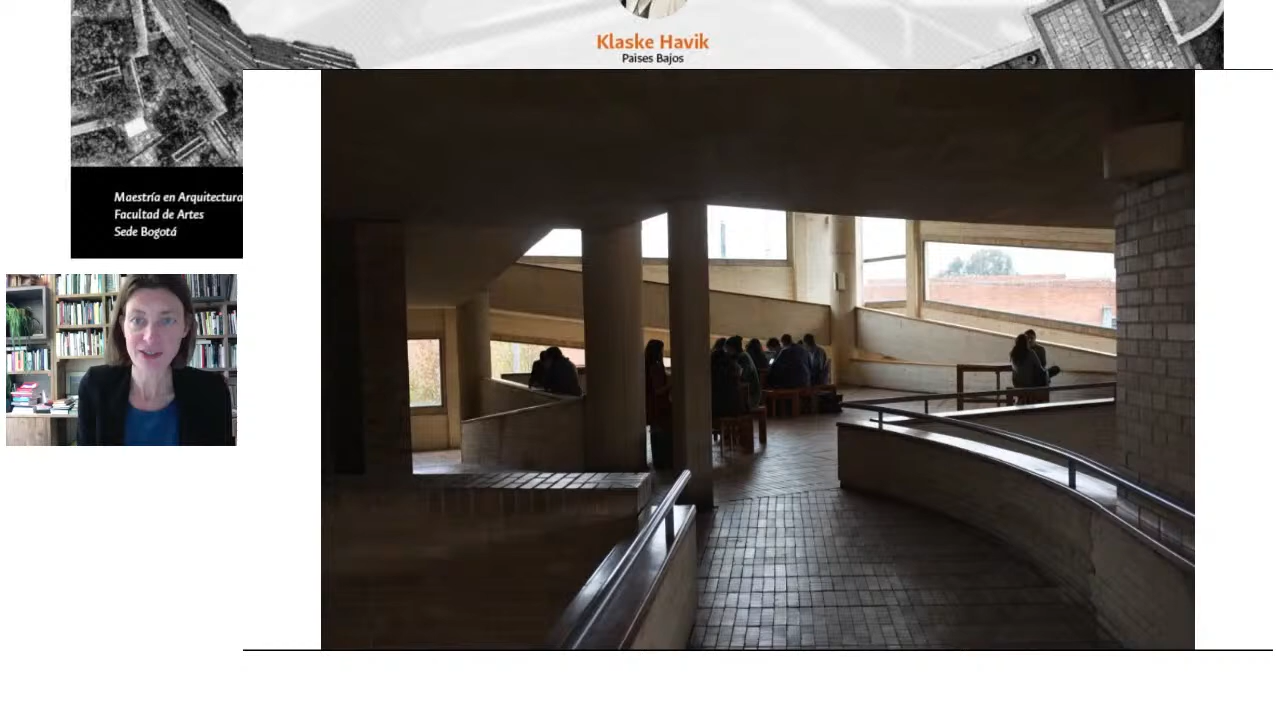 Klaske Havik
Paises Bajos
Maestría en Arquitectura
Facultad de Artes
Sede Bogotá